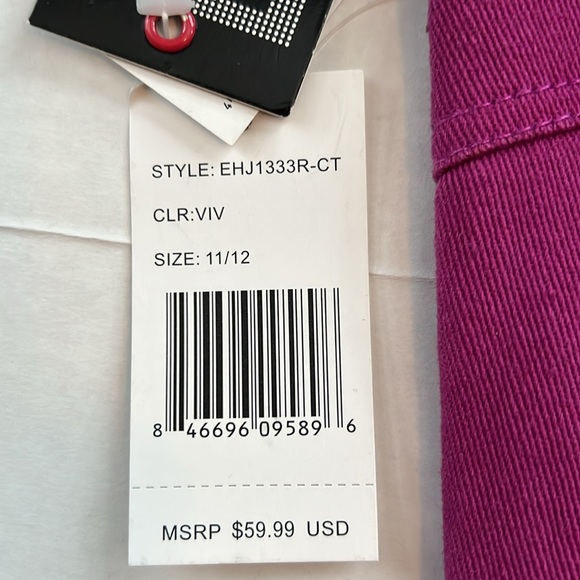 STYLE: EHJ1333R-CT
CLR:VIV
SIZE: 11/12
8 46696 09589 6
MSRP $59.99 USD